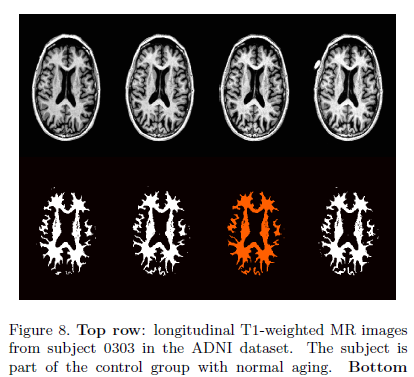 Figure 8. Top row: longitudinal T1-weighted MR images
from subject 0303 in the ADNI dataset. The subject is
part of the control group with normal aging. Bottom